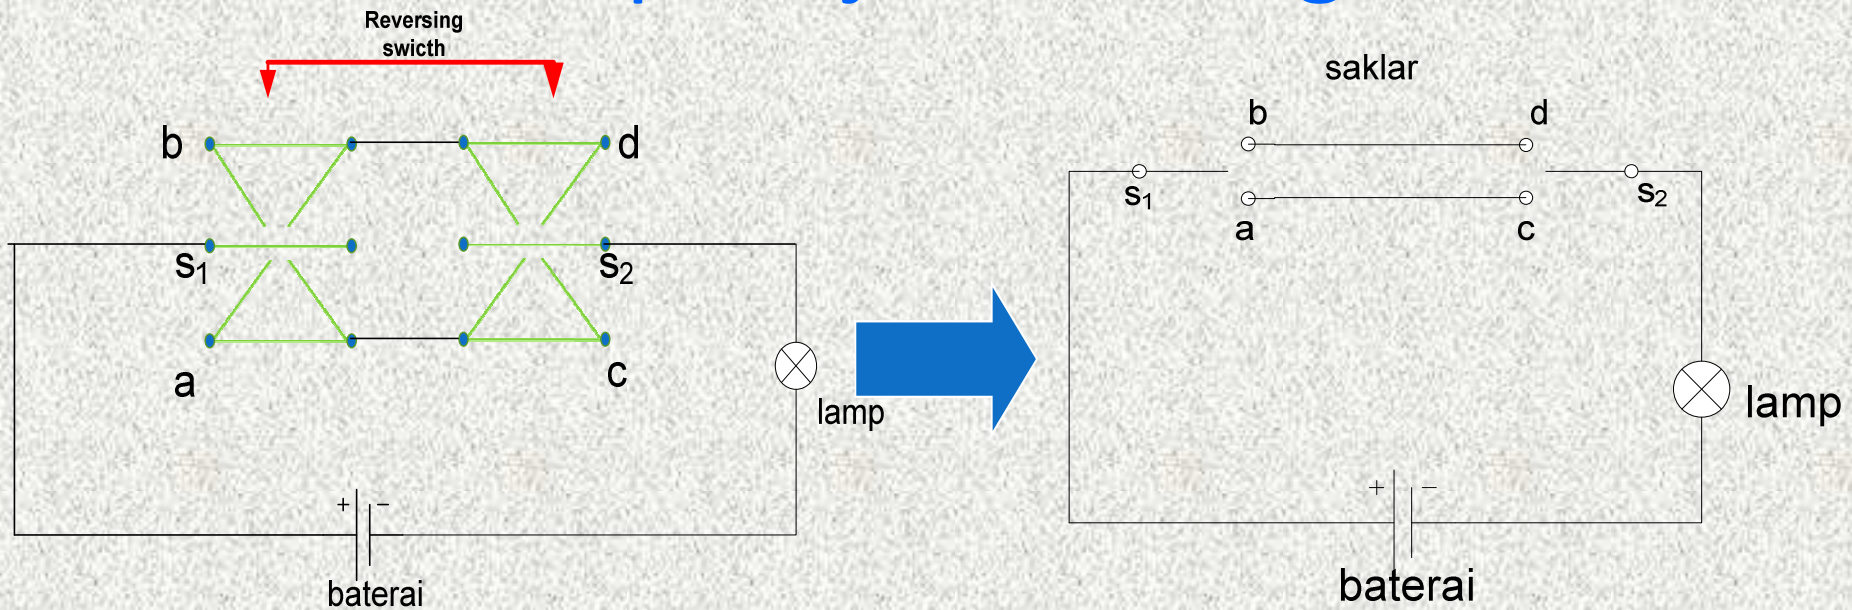 Reversing
swicth
b
d
s1
s2
a
c
lamp
+
−
baterai
saklar
b
d
s1
s2
a
c
lamp
+
−
baterai